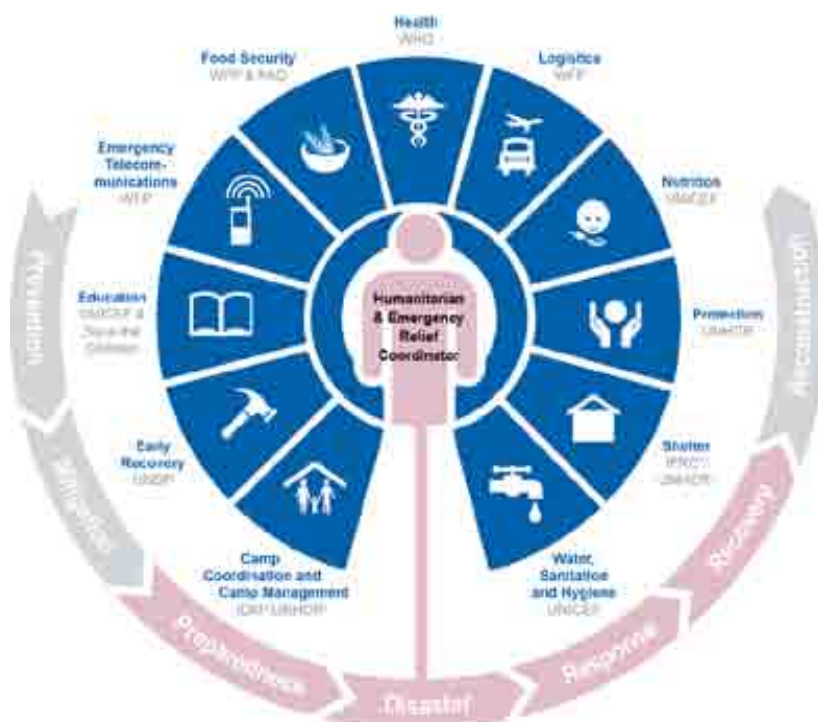 Health
WHO
Food Security
WFP & FAO
Logistics
WFP
Emergency
Telecom-
munications
WFP
Nutrition
UNICEF
Education
UNICEF &
Save the
Children
Protection
UNHCR
Humanitarian
& Emergency
Relief
Coordinator
Early
Recovery
UNDP
Shelter
IFRC
UNHCR
Camp
Coordination and
Camp Management
IOM
UNHCR
Water,
Sanitation
and Hygiene
UNICEF
Prevention
Mitigation
Preparedness
Disaster
Response
Recovery
Reconstruction